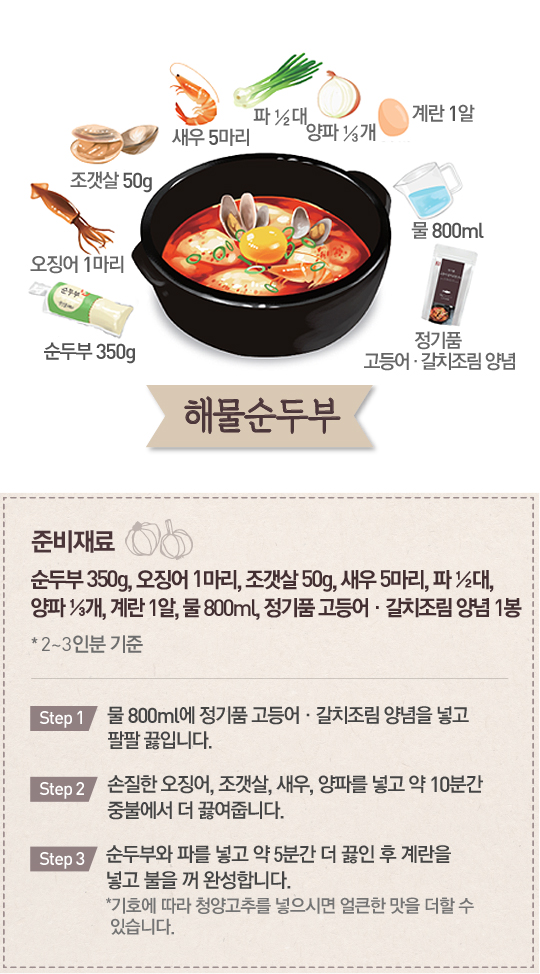 파 ½대
계란 1알
새우 5마리
양파 ⅓개
조갯살 50g
물 800ml
오징어 1마리
순두부
순두부 350g
정기품
고등어 · 갈치조림 양념
해물순두부
준비재료
순두부 350g, 오징어 1마리, 조갯살 50g, 새우 5마리, 파 ½대,
양파 ⅓개, 계란 1알, 물 800ml, 정기품 고등어 · 갈치조림 양념 1봉
* 2~3인분 기준
Step 1 물 800ml에 정기품 고등어 · 갈치조림 양념을 넣고
팔팔 끓입니다.
Step 2 손질한 오징어, 조갯살, 새우, 양파를 넣고 약 10분간
중불에서 더 끓여줍니다.
Step 3 순두부와 파를 넣고 약 5분간 더 끓인 후 계란을
넣고 불을 꺼 완성합니다.
*기호에 따라 청양고추를 넣으시면 얼큰한 맛을 더할 수
있습니다.